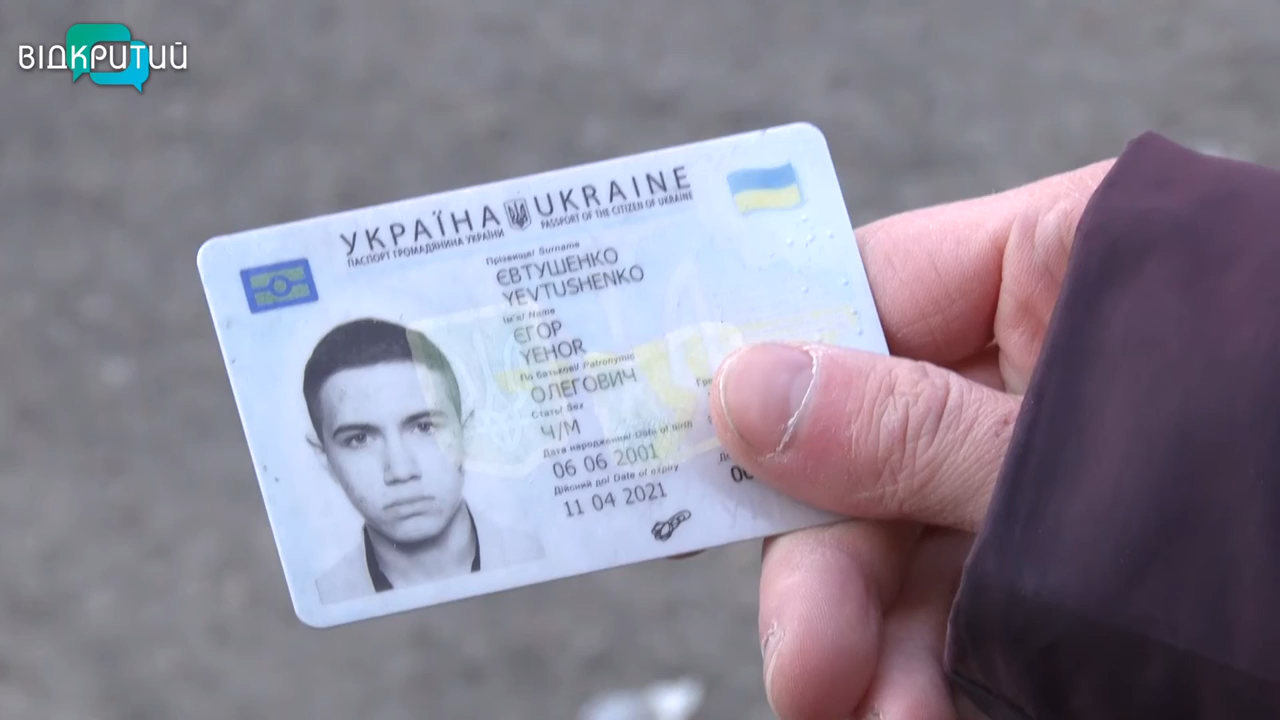 ВІДКРИТИЙ
УКРАЇНА UKRAINE
ПАСПОРТ ГРОМАДЯНИНА УКРАЇНИ PASSPORT OF THE CITIZEN OF UKRAINE
Прізвище/ Surname
ЄВТУШЕНКО
YEVTUSHENKO
Ім'я/ Name
ЄГОР
YEHOR
По батькові/ Patronymic
ОЛЕГОВИЧ
Стать/ Sex
Ч/М
Дата народження/ Date of birth
06 06 2001
Дійсний до/ Date of expiry
11 04 2021